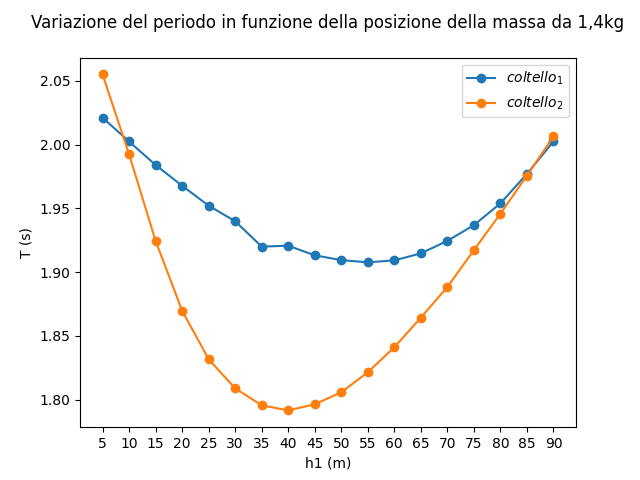 Variazione del periodo in funzione della posizione della massa da 1,4kg
coltello₁
coltello₂
2.05
2.00
1.95
1.90
1.85
1.80
T (s)
5 10 15 20 25 30 35 40 45 50 55 60 65 70 75 80 85 90
h1 (m)